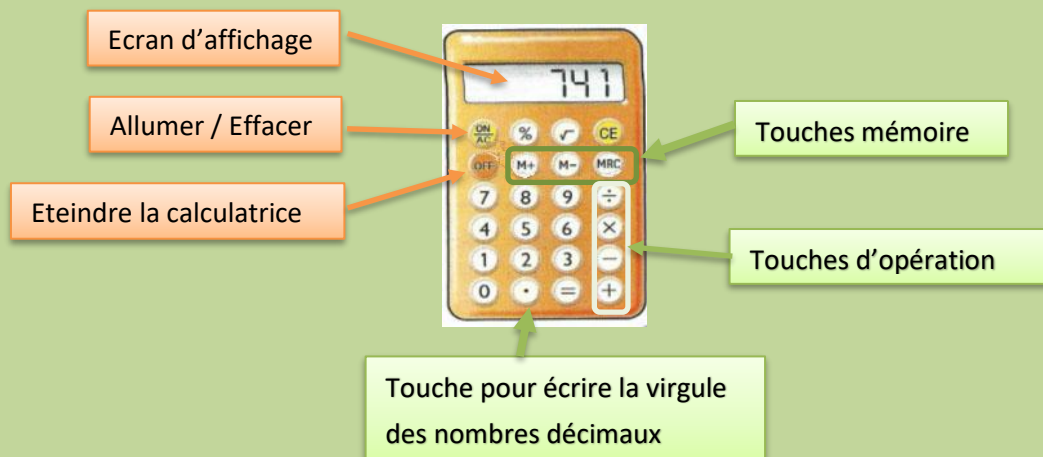 Ecran d'affichage
741
Allumer / Effacer
ON
AC
% √ CE
Touches mémoire
OFF M+ M- MRC
Eteindre la calculatrice
7 8 9 ÷
4 5 6 ×
1 2 3 −
Touches d'opération
0 . = +
Touche pour écrire la virgule
des nombres décimaux